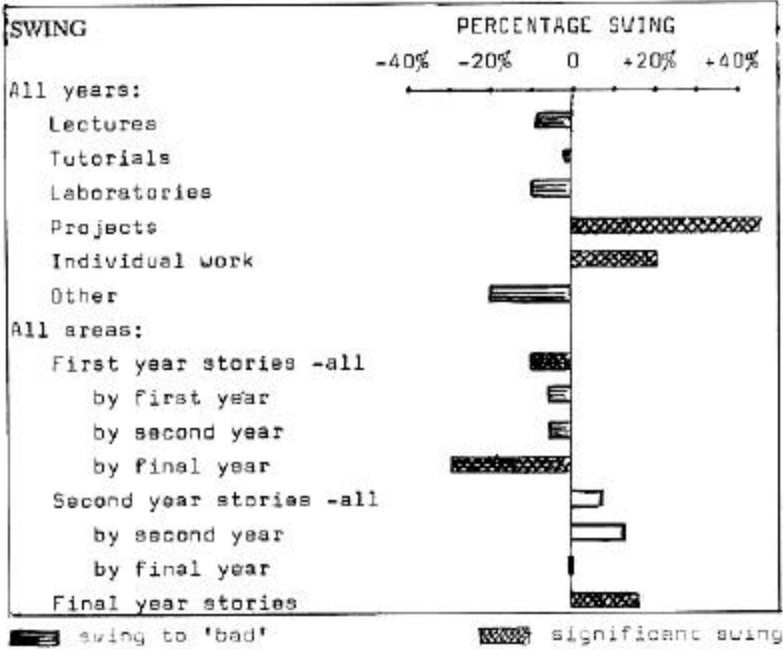 SWING PERCENTAGE SWING
-40% -20% 0 +20% +40%
All years:
Lectures
Tutorials
Laboratories
Projects
Individual work
Other
All areas:
First year stories -all
by first year
by second year
by final year
Second year stories -all
by second year
by final year
Final year stories
swing to 'bad' significant swing